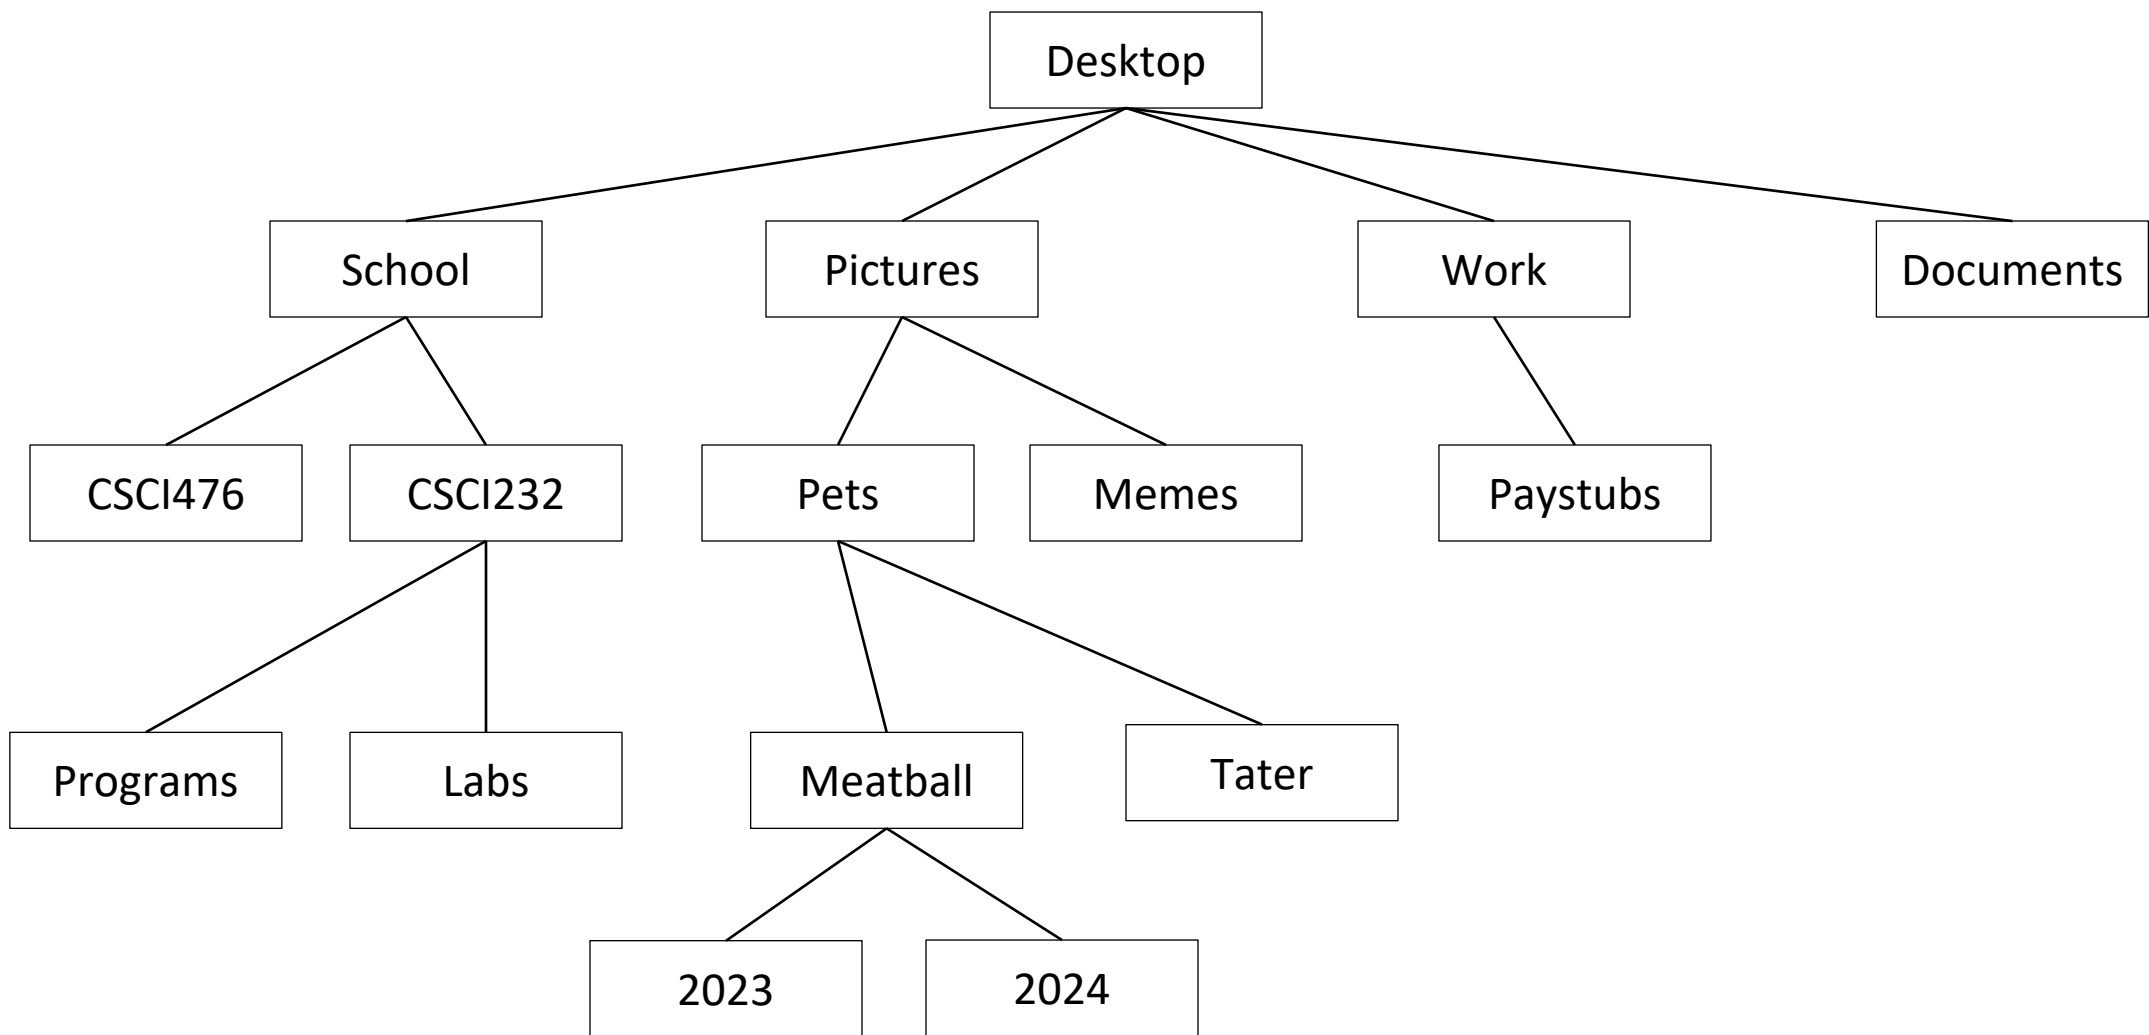 Desktop
School
Pictures
Work
Documents
CSCI476
CSCI232
Pets
Memes
Paystubs
Programs
Labs
Meatball
Tater
2023
2024